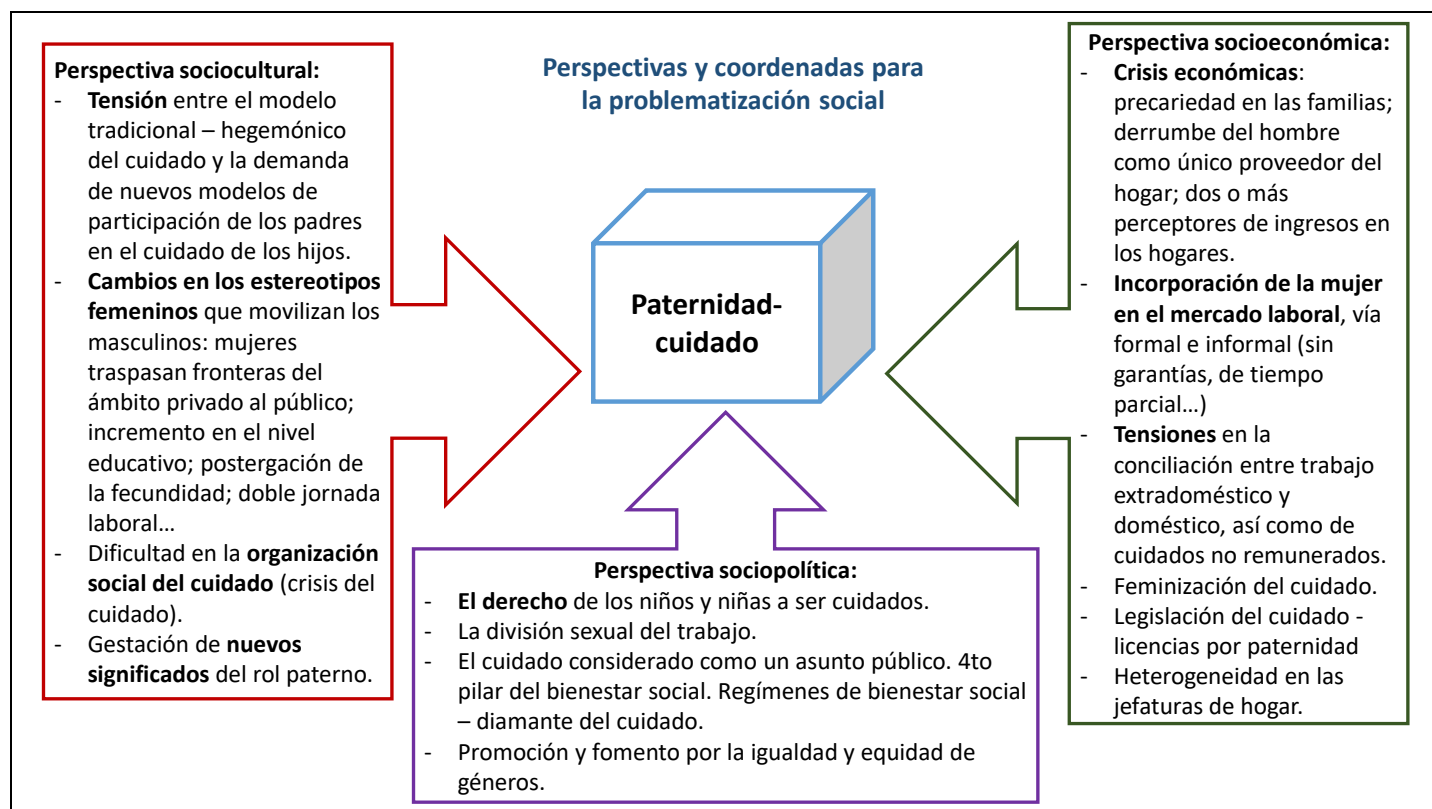 Perspectivas y coordenadas para
la problematización social
Perspectiva sociocultural:
- Tensión entre el modelo
tradicional – hegemónico
del cuidado y la demanda
de nuevos modelos de
participación de los padres
en el cuidado de los hijos.
- Cambios en los estereotipos
femeninos que movilizan los
masculinos: mujeres
traspasan fronteras del
ámbito privado al público;
incremento en el nivel
educativo; postergación de
la fecundidad; doble jornada
laboral…
- Dificultad en la organización
social del cuidado (crisis del
cuidado).
- Gestación de nuevos
significados del rol paterno.
Paternidad-
cuidado
Perspectiva sociopolítica:
- El derecho de los niños y niñas a ser cuidados.
- La división sexual del trabajo.
- El cuidado considerado como un asunto público. 4to
pilar del bienestar social. Regímenes de bienestar social
– diamante del cuidado.
- Promoción y fomento por la igualdad y equidad de
géneros.
Perspectiva socioeconómica:
- Crisis económicas:
precariedad en las familias;
derrumbe del hombre
como único proveedor del
hogar; dos o más
perceptores de ingresos en
los hogares.
- Incorporación de la mujer
en el mercado laboral, vía
formal e informal (sin
garantías, de tiempo
parcial…)
- Tensiones en la
conciliación entre trabajo
extradoméstico y
doméstico, así como de
cuidados no remunerados.
- Feminización del cuidado.
- Legislación del cuidado -
licencias por paternidad
- Heterogeneidad en las
jefaturas de hogar.